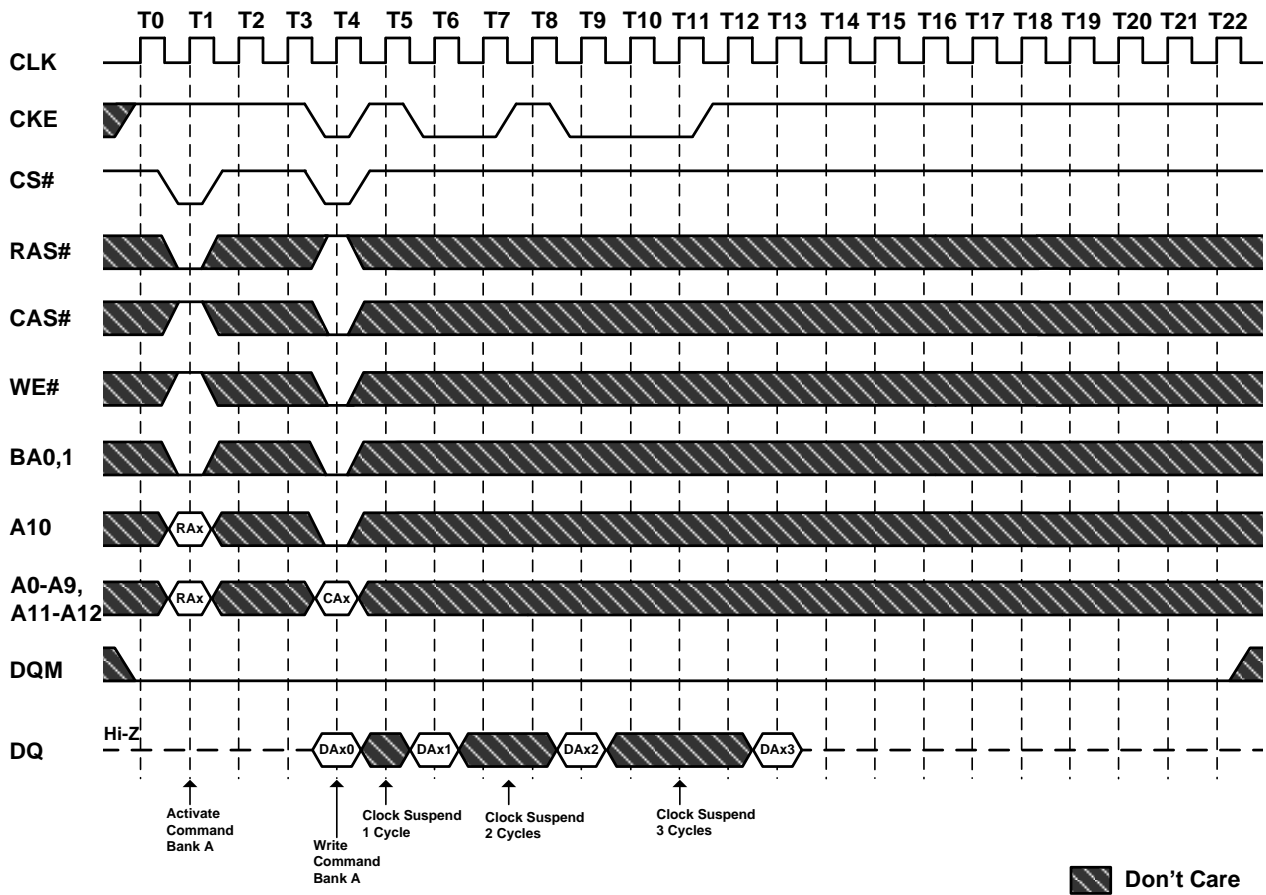 T0 T1 T2 T3 T4 T5 T6 T7 T8 T9 T10 T11 T12 T13 T14 T15 T16 T17 T18 T19 T20 T21 T22
CLK
CKE
CS#
RAS#
CAS#
WE#
BA0,1
A10
RAx
A0-A9,
A11-A12
RAx
CAx
DQM
DQ
Hi-Z
DAx0
DAx1
DAx2
DAx3
Activate
Command
Bank A
Write
Command
Bank A
Clock Suspend
1 Cycle
Clock Suspend
2 Cycles
Clock Suspend
3 Cycles
Don't Care